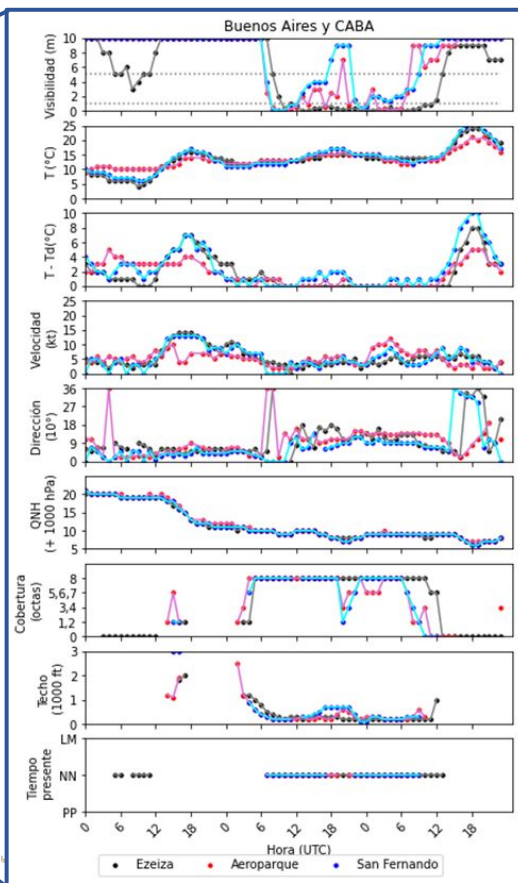 Buenos Aires y CABA
Visibilidad (m)
10
8
6
4
2
0
T (°C)
25
20
15
10
5
0
T - Td(°C)
10
8
6
4
2
0
Velocidad
(kt)
25
20
15
10
5
0
Dirección
(10°)
36
27
18
9
0
QNH
(+ 1000 hPa)
20
15
10
5
Cobertura
(octas)
8
5,6,7
3,4
1,2
0
Techo
(1000 ft)
3
2
1
0
Tiempo
presente
LM
NN
PP
0 6 12 18 0 6 12 18 0 6 12 18
Hora (UTC)
Ezeiza Aeroparque San Fernando